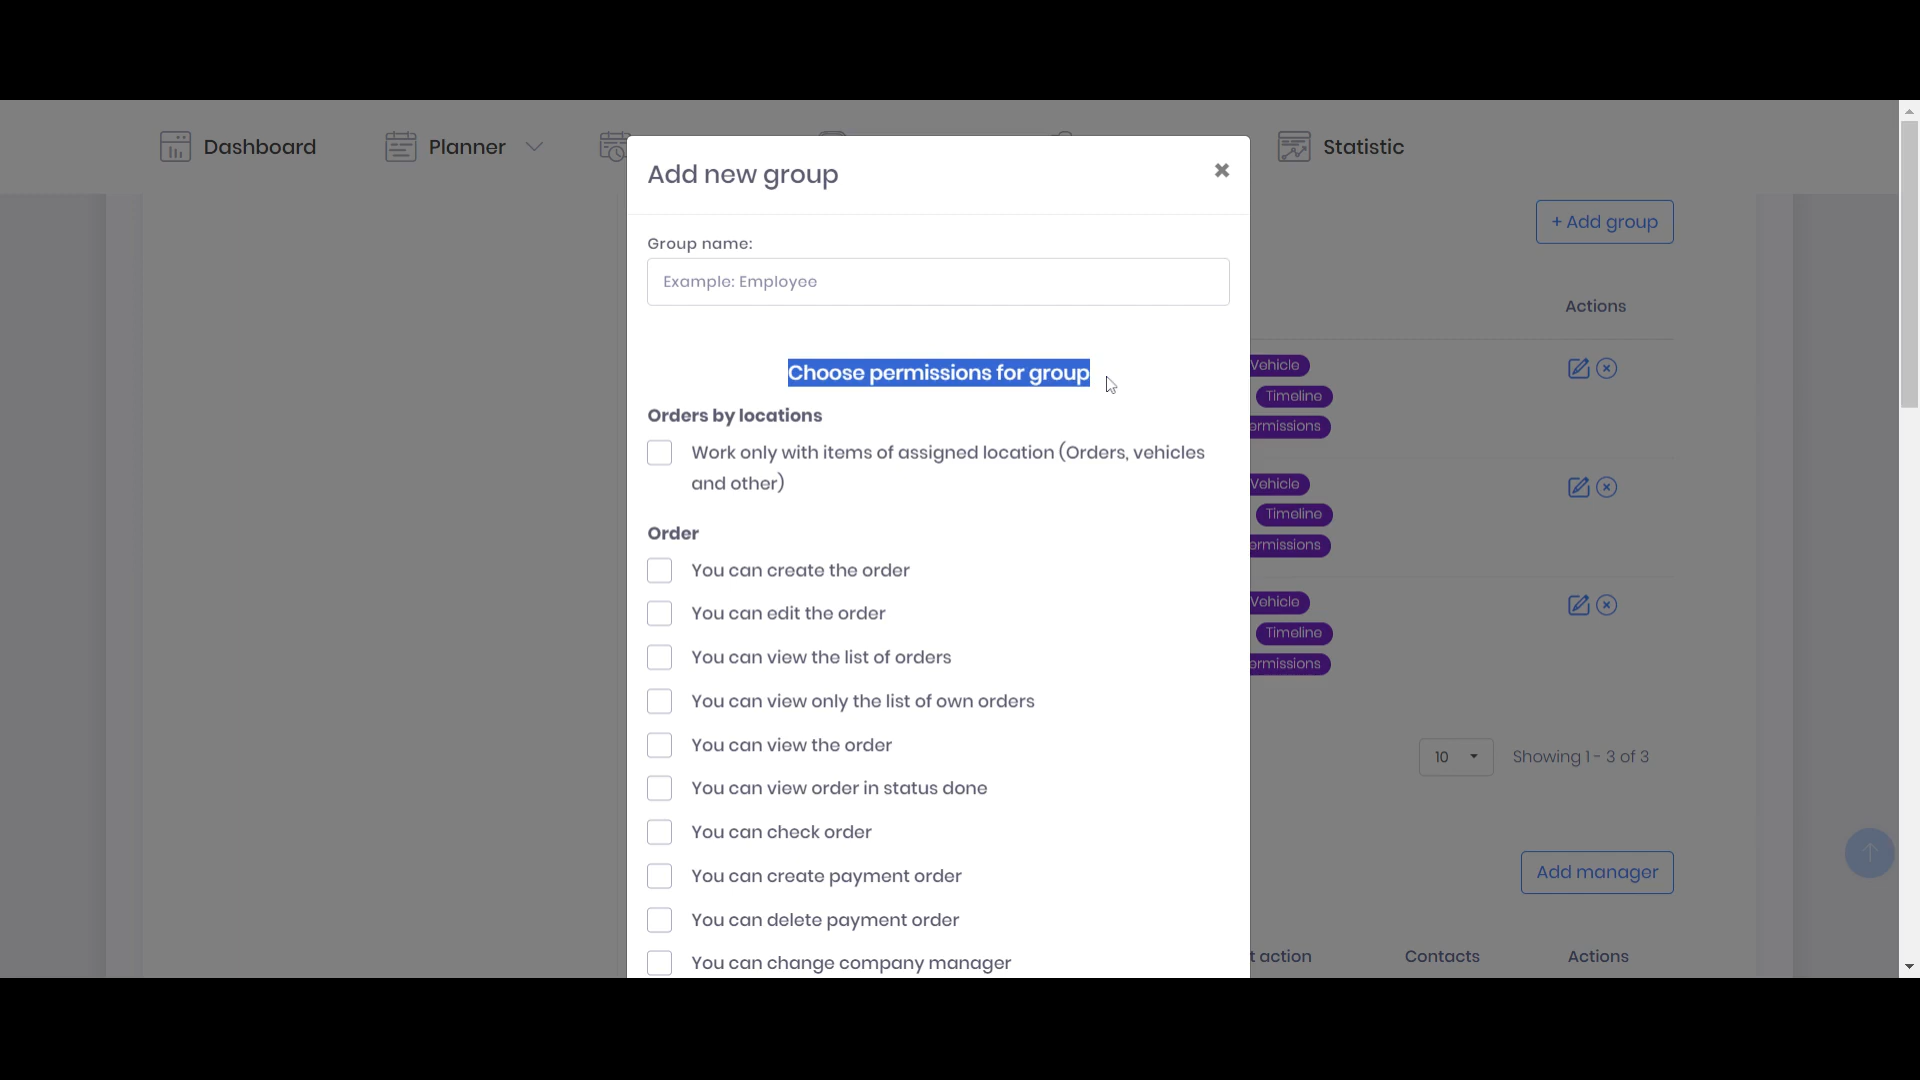 Dashboard
Planner
Statistic
Add new group
+ Add group
Group name:
Example: Employee
Actions
Choose permissions for group
Orders by locations
Work only with items of assigned location (Orders, vehicles
and other)
Order
You can create the order
You can edit the order
You can view the list of orders
You can view only the list of own orders
You can view the order
You can view order in status done
You can check order
You can create payment order
You can delete payment order
You can change company manager
Vehicle
Timeline
ermissions
Vehicle
Timeline
ermissions
Vehicle
Timeline
ermissions
10
Showing 1 - 3 of 3
Add manager
t action
Contacts
Actions